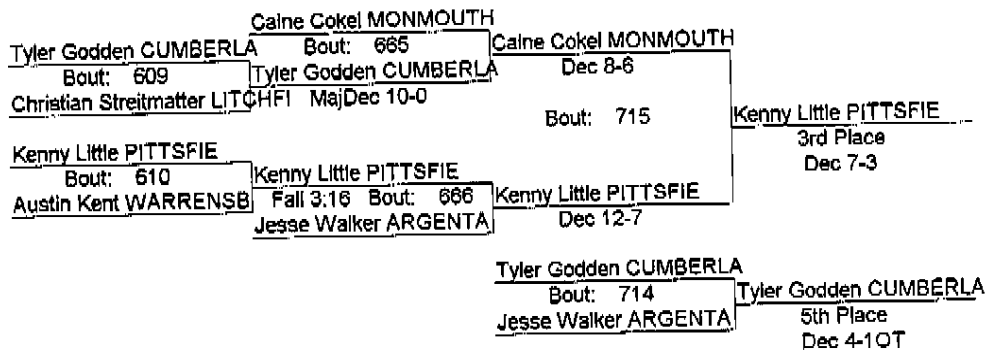 Caine Cokel MONMOUTH
Tyler Godden CUMBERLA
Bout: 665
Caine Cokel MONMOUTH
Bout: 609
Tyler Godden CUMBERLA
Dec 8-6
Christian Streitmatter LITCHFI
MajDec 10-0
Bout: 715
Kenny Little PITTSFIE
3rd Place
Dec 7-3
Kenny Little PITTSFIE
Bout: 610
Kenny Little PITTSFIE
Austin Kent WARRENSB
Fall 3:16 Bout: 666
Kenny Little PITTSFIE
Jesse Walker ARGENTA
Dec 12-7
Tyler Godden CUMBERLA
Bout: 714
Tyler Godden CUMBERLA
Jesse Walker ARGENTA
5th Place
Dec 4-1OT